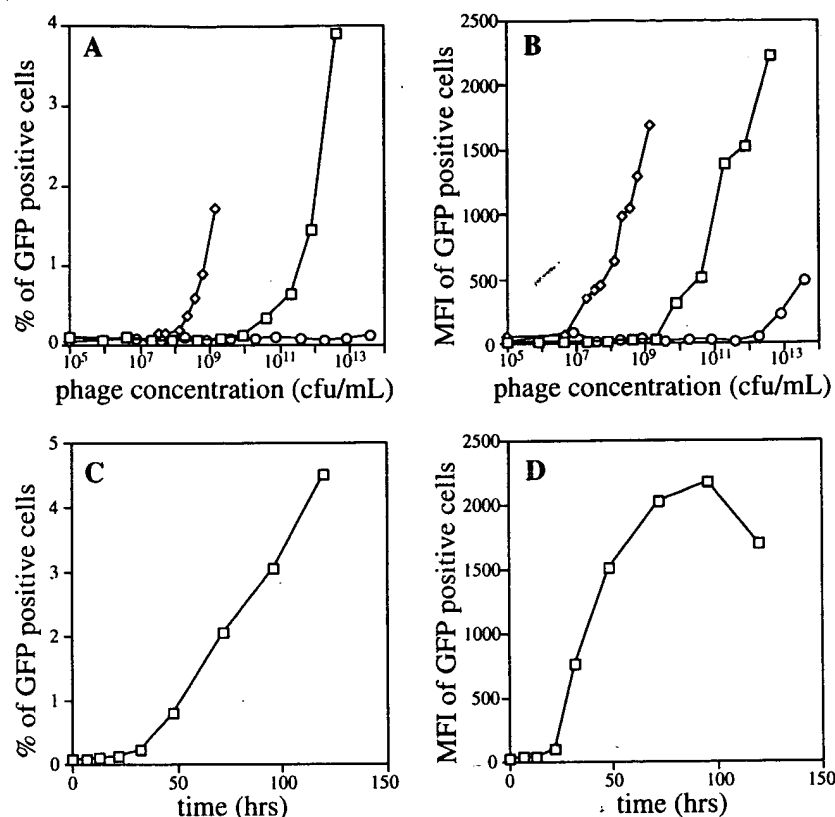 A
% of GFP positive cells
4
3
2
1
0
10^5 10^7 10^9 10^11 10^13
phage concentration (cfu/mL)
B
MFI of GFP positive cells
2500
2000
1500
1000
500
0
10^5 10^7 10^9 10^11 10^13
phage concentration (cfu/mL)
C
% of GFP positive cells
5
4
3
2
1
0
0 50 100
time (hrs)
D
MFI of GFP positive cells
2500
2000
1500
1000
500
0
0 50 100 150
time (hrs)